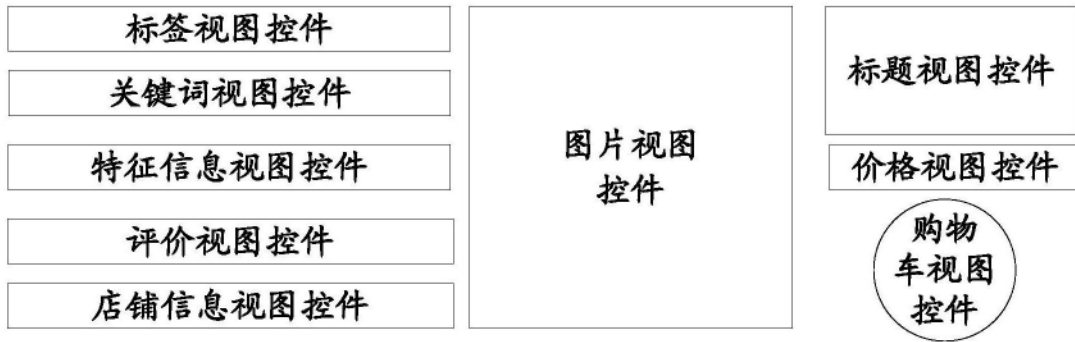 标签视图控件
关键词视图控件
特征信息视图控件
评价视图控件
店铺信息视图控件
图片视图
控件
标题视图控件
价格视图控件
购物
车视图
控件